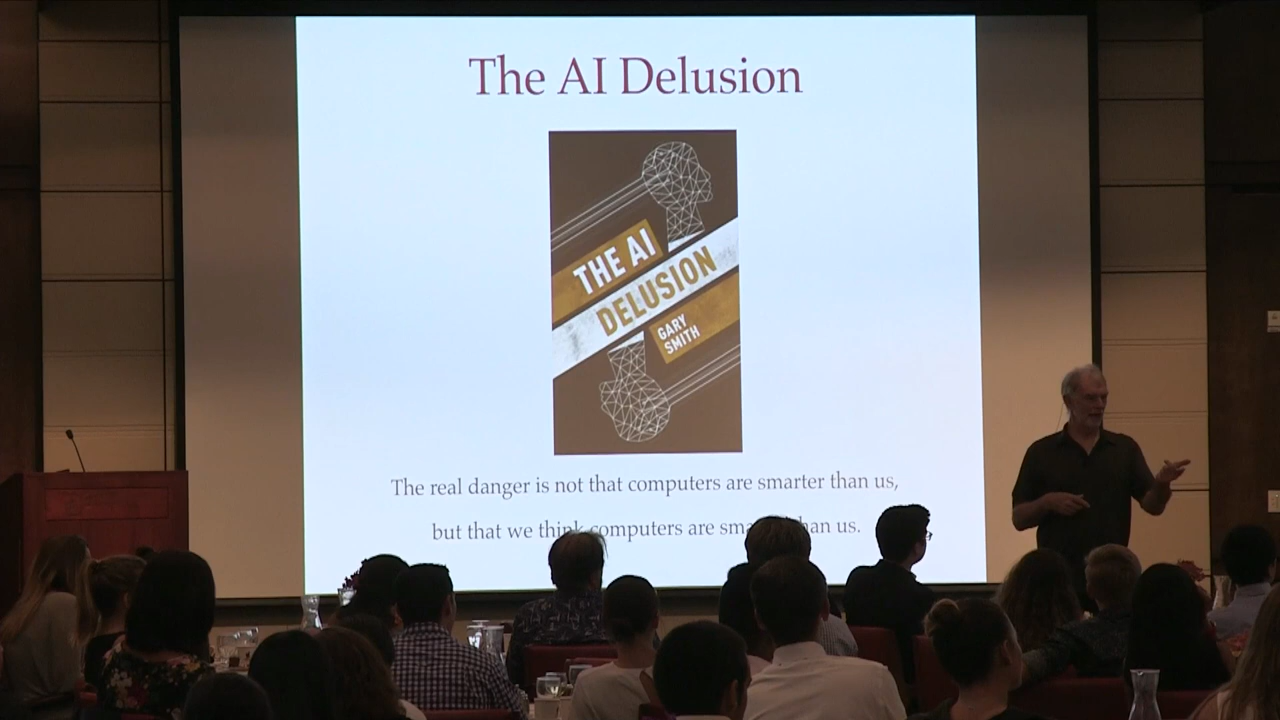 The AI Delusion
THE AI
DELUSION
GARY
SMITH
The real danger is not that computers are smarter than us,
but that we think computers are than us.